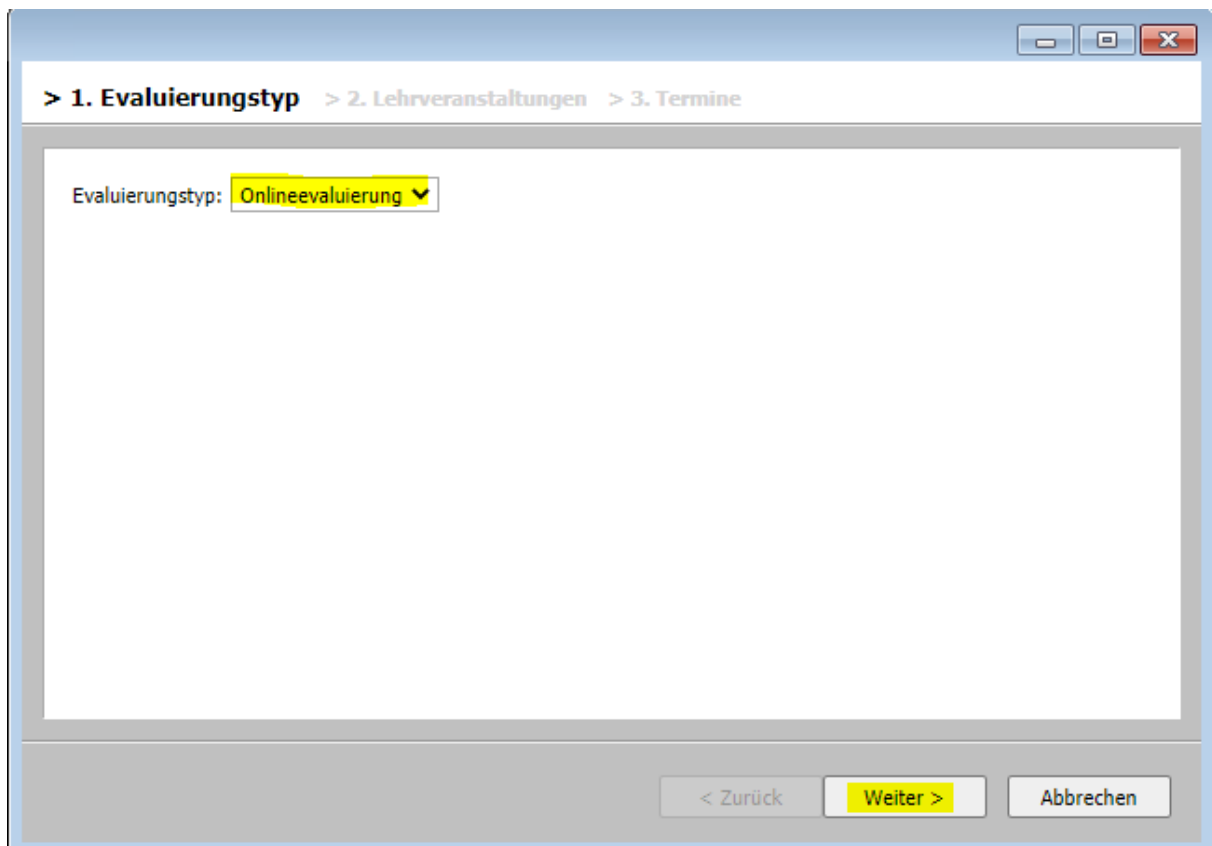 > 1. Evaluierungstyp > 2. Lehrveranstaltungen > 3. Termine
Evaluierungstyp: Onlineevaluierung
< Zurück Weiter > Abbrechen